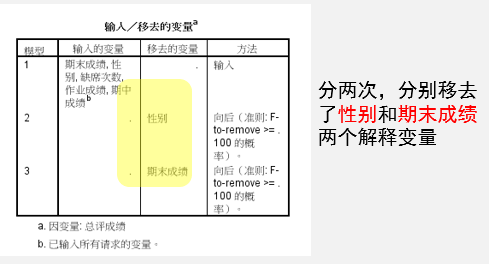 输入／移去的变量a
模型 输入的变量 移去的变量 方法
1 期末成绩, 性 . 输入
别, 缺席次数,
作业成绩, 期中
成绩b
2 . 性别 向后（准则: F-
to-remove >= .
100 的概
率）。
3 . 期末成绩 向后（准则: F-
to-remove >= .
100 的概
率）。
a. 因变量: 总评成绩
b. 已输入所有请求的变量。
分两次，分别移去
了性别和期末成绩
两个解释变量